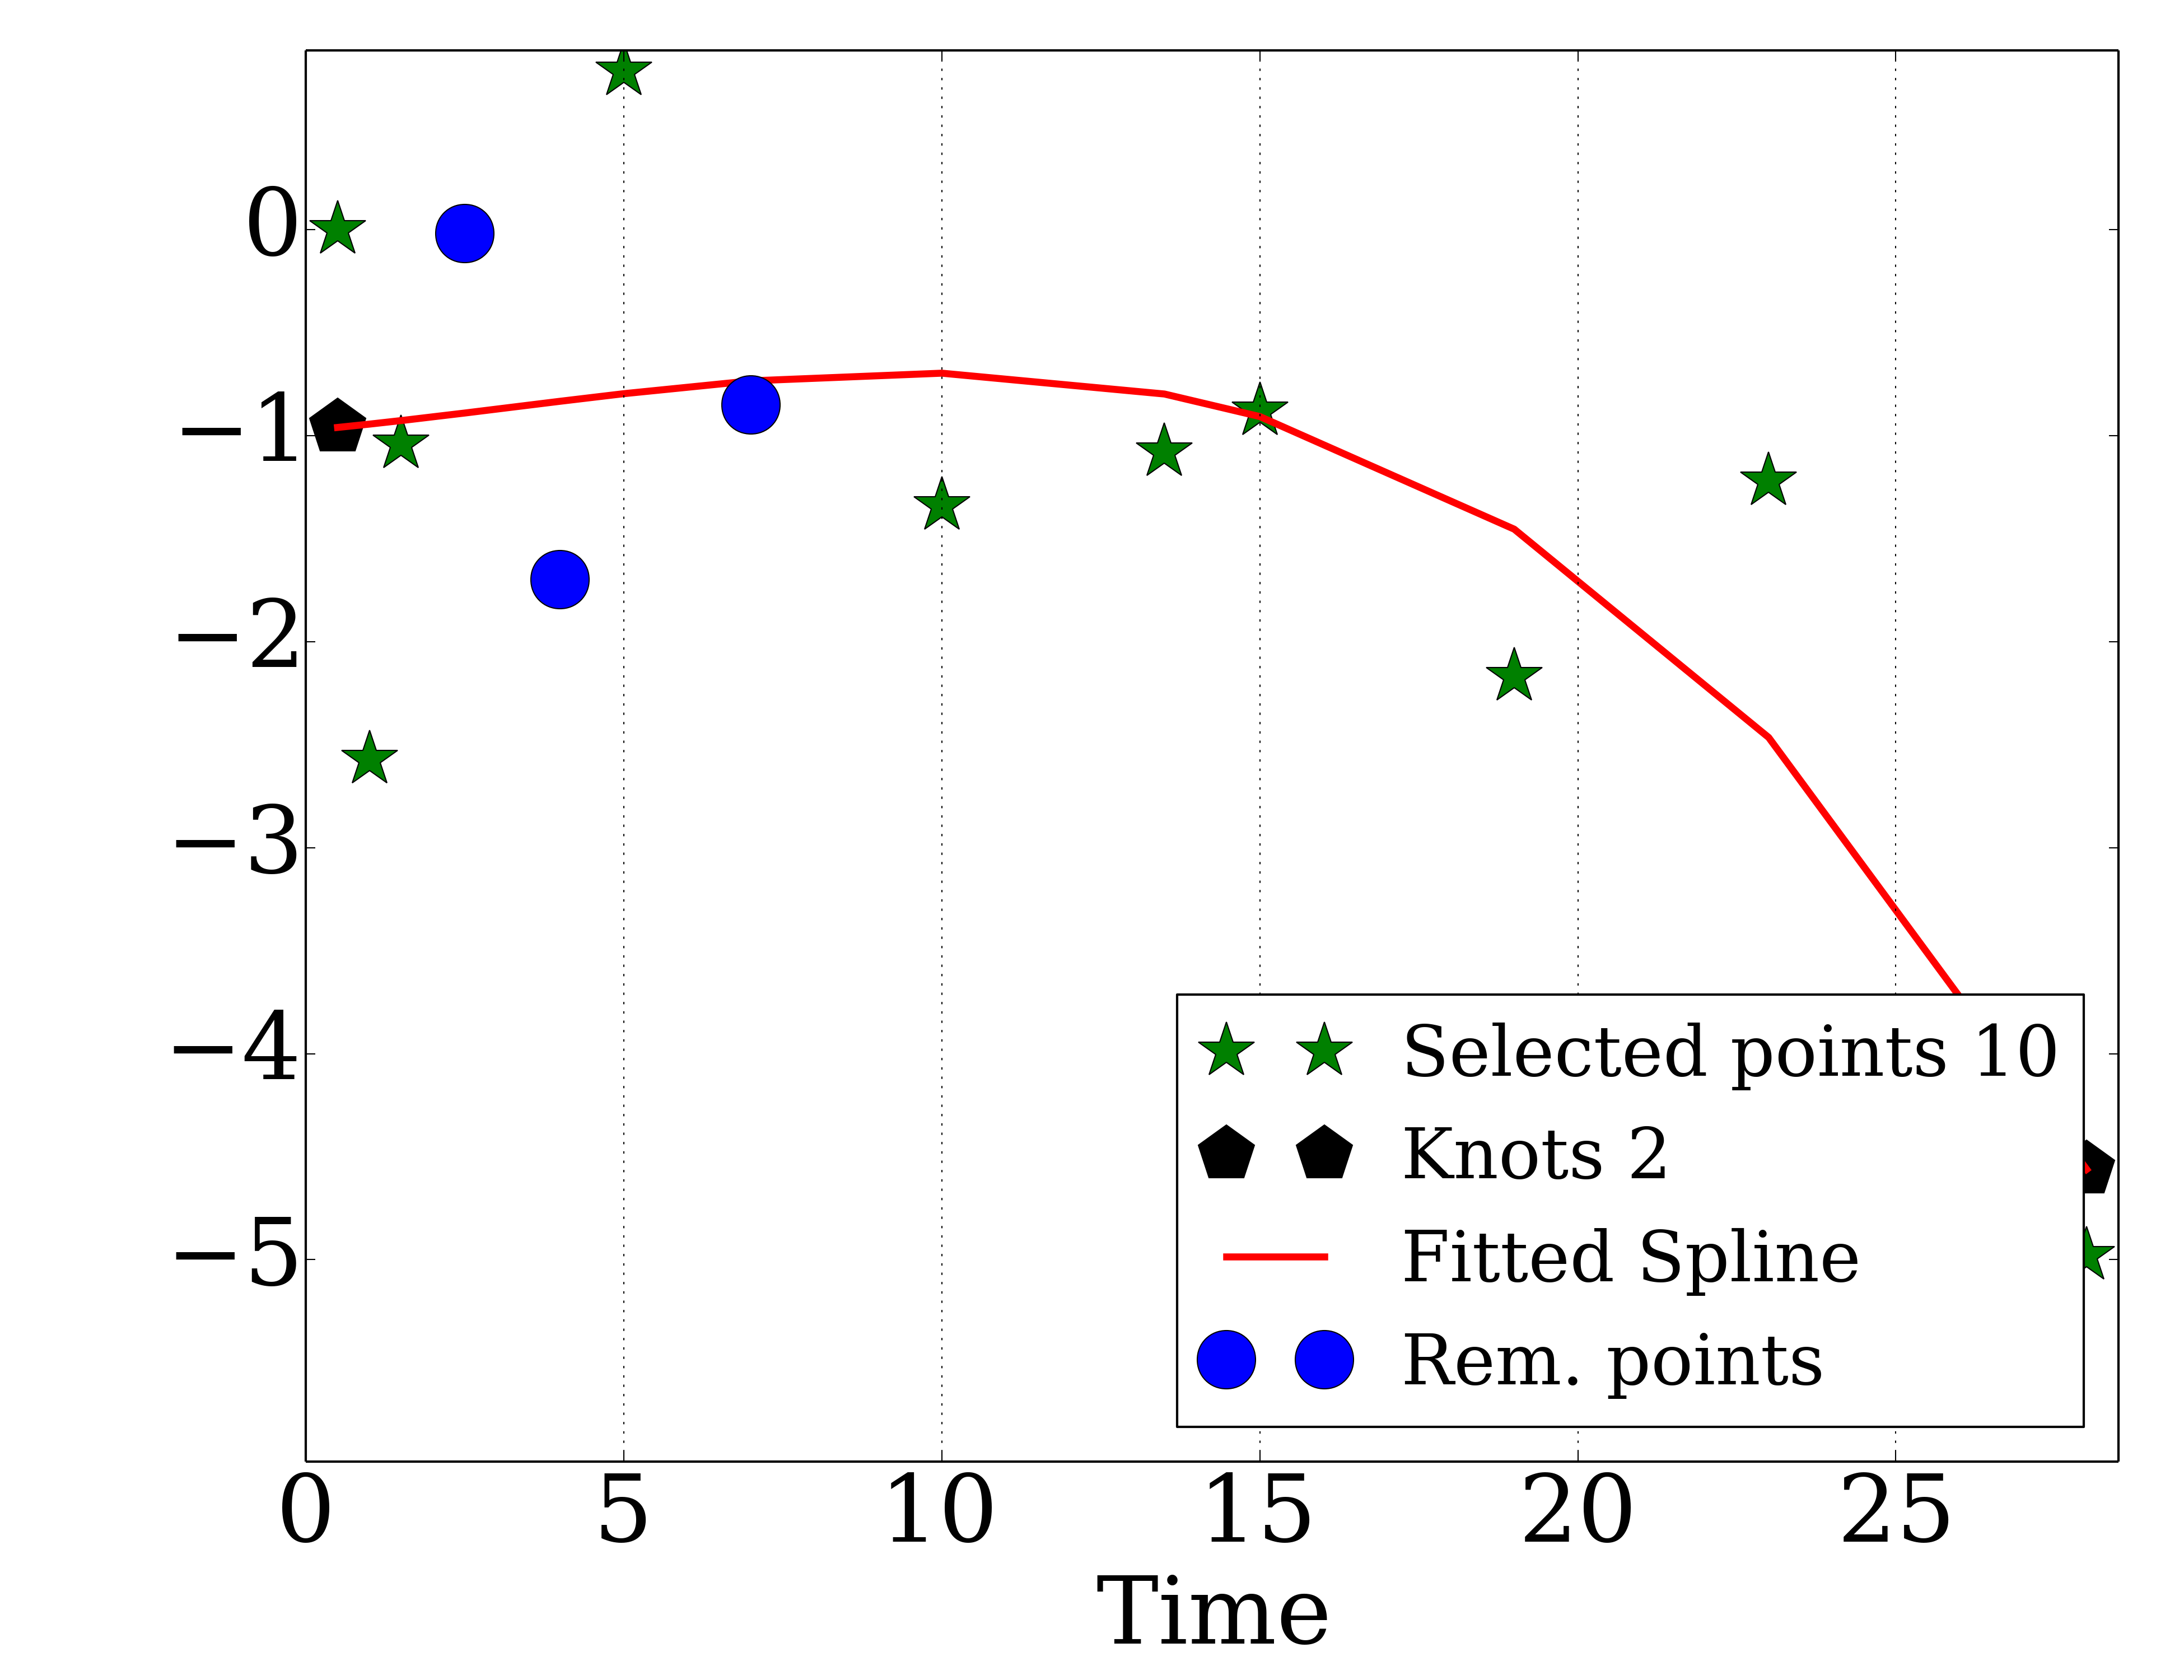 0
−1
−2
−3
−4
−5
Selected points 10
Knots 2
Fitted Spline
Rem. points
0 5 10 15 20 25
Time